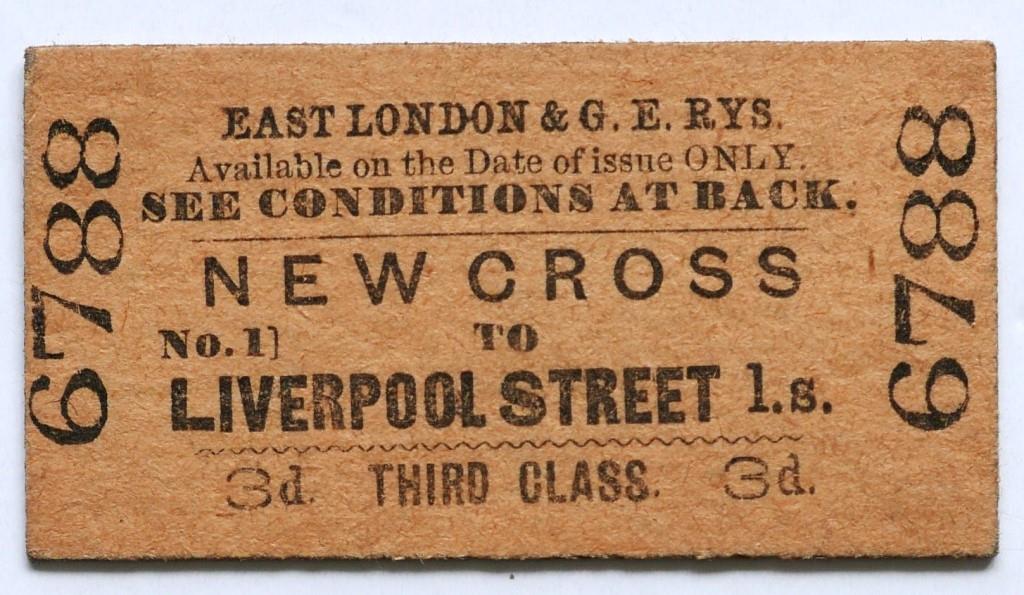 EAST LONDON & G. E. RYS.
Available on the Date of issue ONLY.
SEE CONDITIONS AT BACK.
NEW CROSS
No. 1] TO
LIVERPOOL STREET 1.s.
3d. THIRD CLASS. 3d.
6788
6788